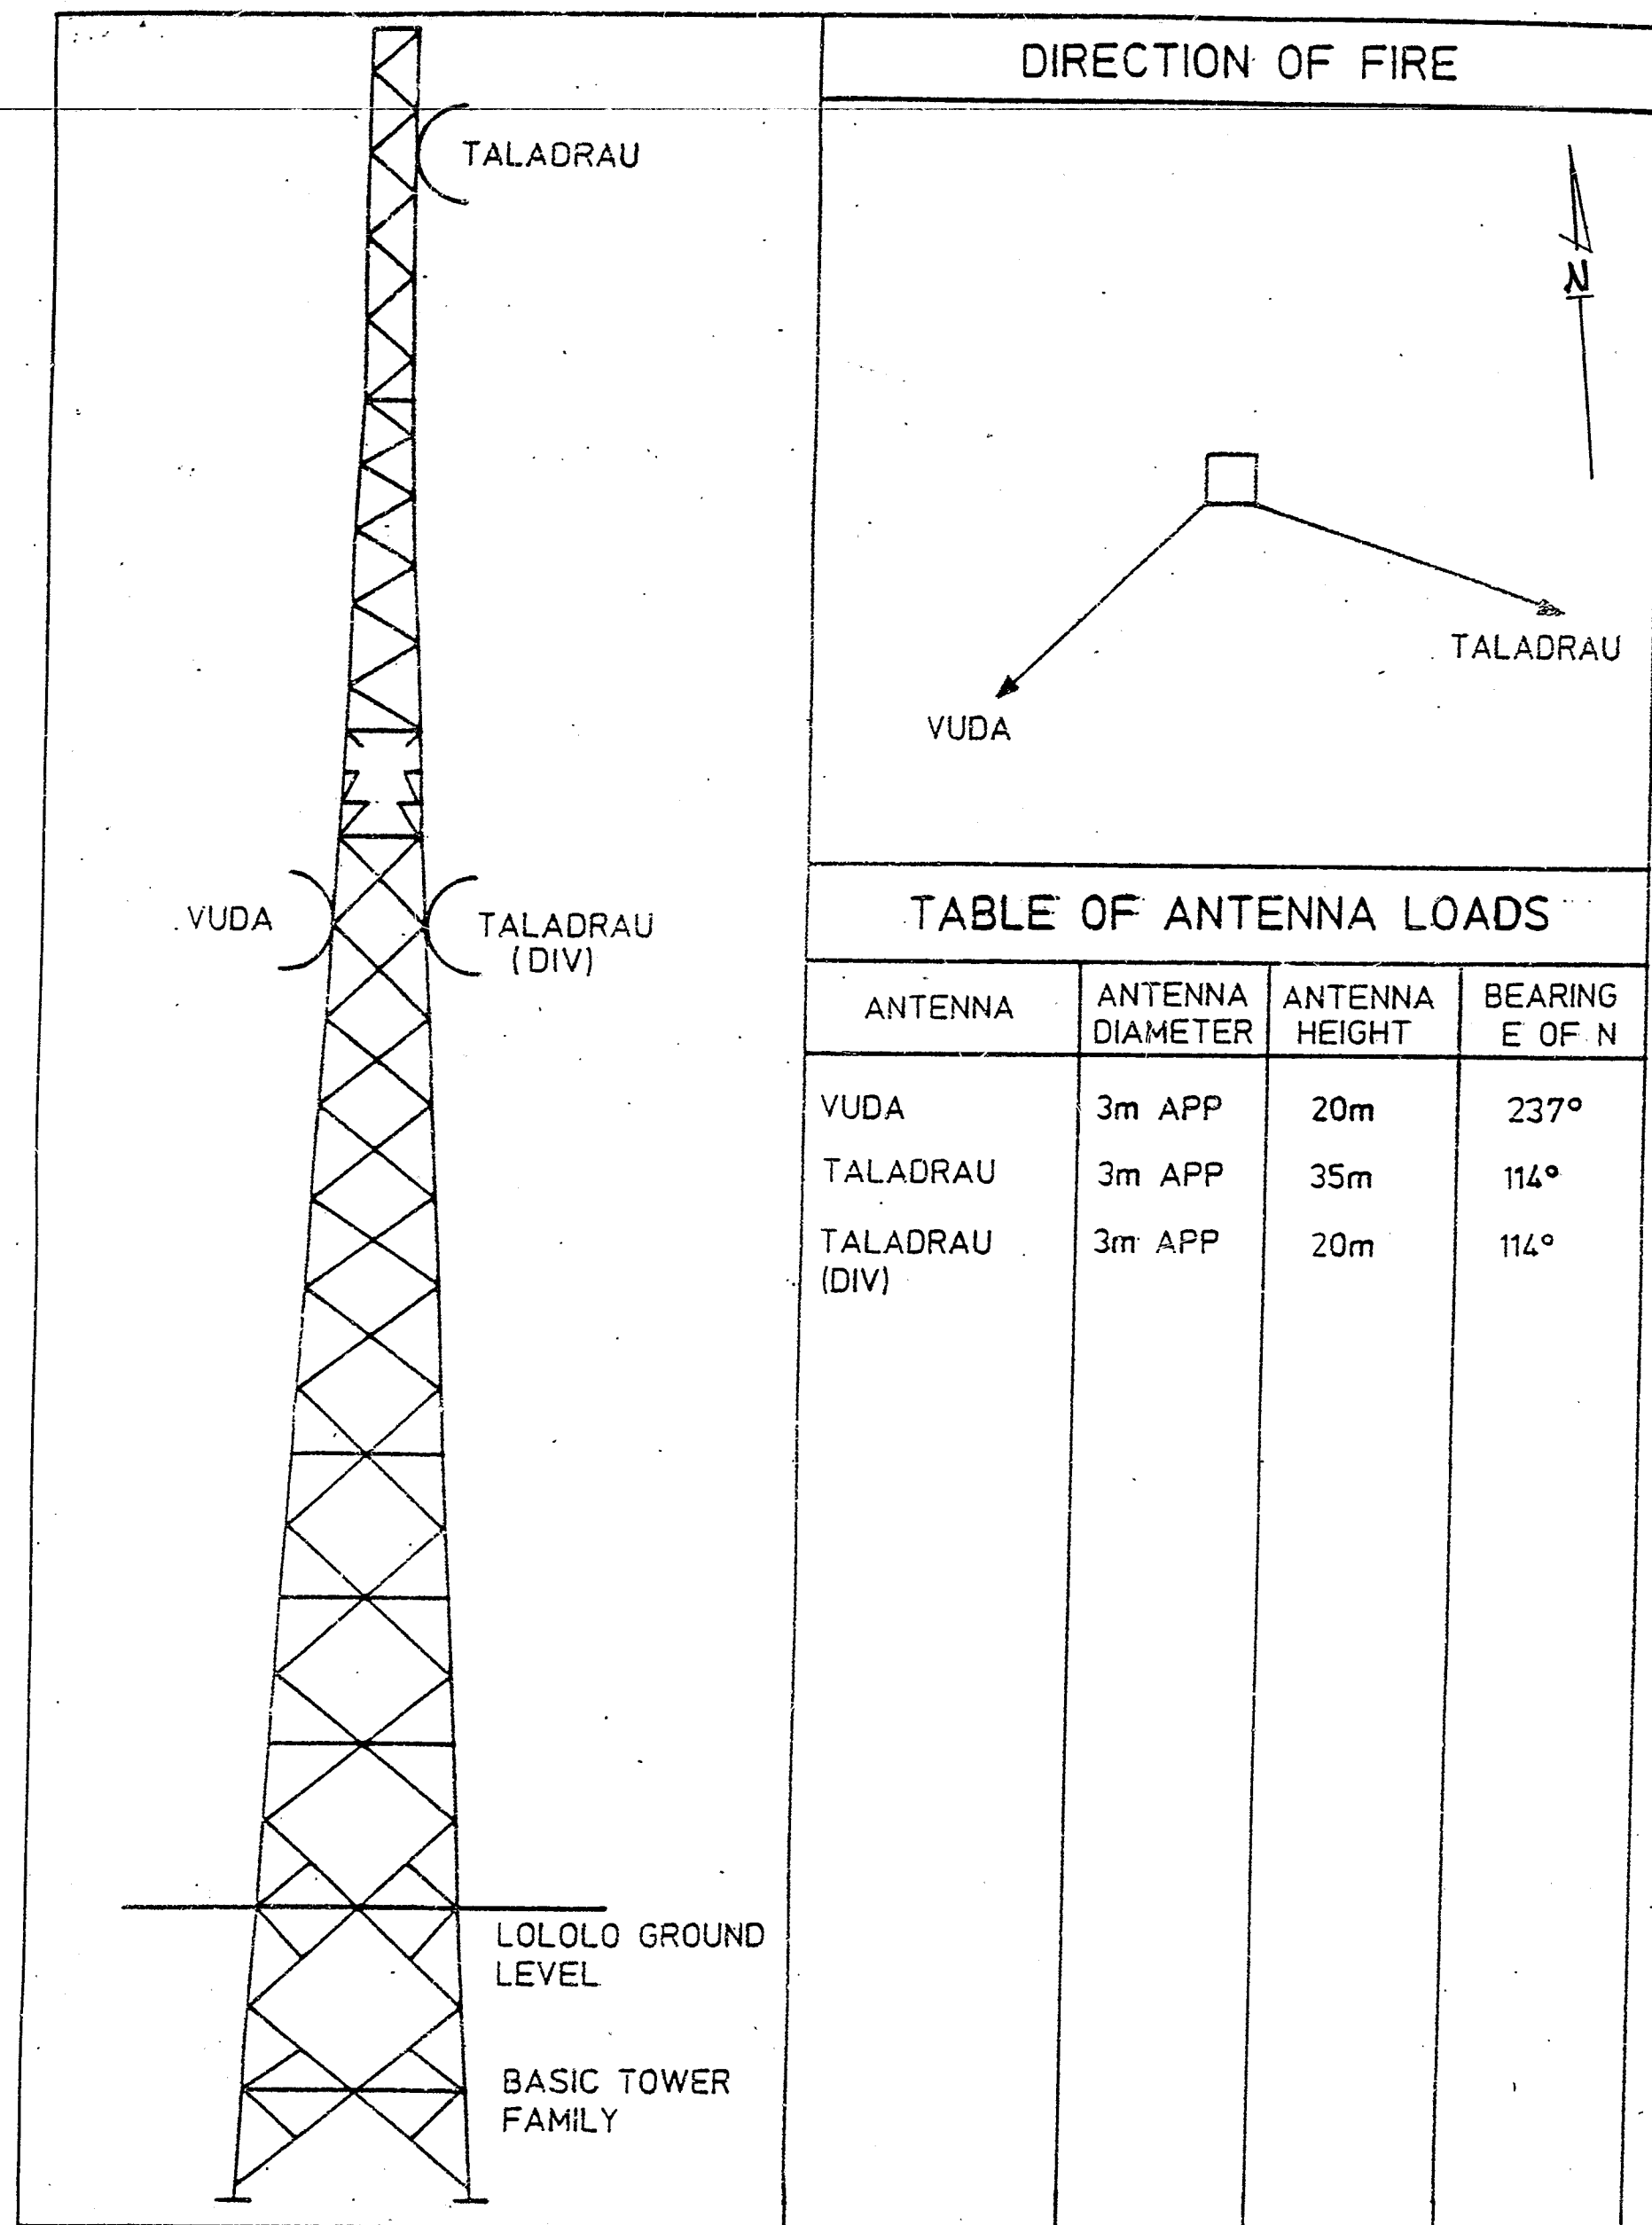 TALADRAU
VUDA
TALADRAU
(DIV)
LOLOLO GROUND
LEVEL
BASIC TOWER
FAMILY
DIRECTION OF FIRE
N
TALADRAU
VUDA
TABLE OF ANTENNA LOADS
ANTENNA
ANTENNA
DIAMETER
ANTENNA
HEIGHT
BEARING
E OF N
VUDA 3m APP 20m 237°
TALADRAU 3m APP 35m 114°
TALADRAU 3m APP 20m 114°
(DIV)